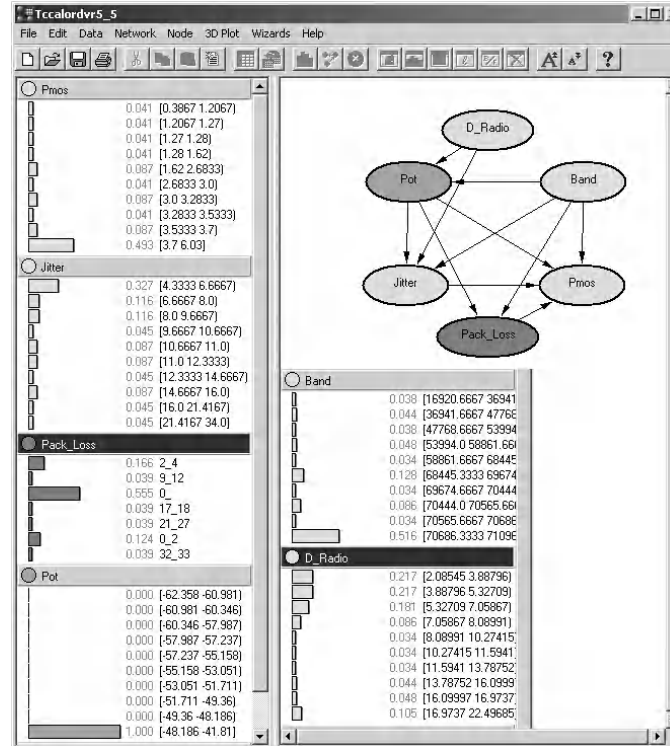 Tccalordvr5_5
File Edit Data Network Node 3D Plot Wizards Help
Pmos
0.041 [0.3867 1.2067)
0.041 [1.2067 1.27)
0.041 [1.27 1.28)
0.041 [1.28 1.62)
0.087 [1.62 2.6833)
0.041 [2.6833 3.0)
0.087 [3.0 3.2833)
0.041 [3.2833 3.5333)
0.087 [3.5333 3.7)
0.493 [3.7 6.03]
Jitter
0.327 [4.3333 6.6667)
0.116 [6.6667 8.0)
0.116 [8.0 9.6667)
0.045 [9.6667 10.6667)
0.087 [10.6667 11.0)
0.087 [11.0 12.3333)
0.045 [12.3333 14.6667)
0.087 [14.6667 16.0)
0.045 [16.0 21.4167)
0.045 [21.4167 34.0]
Pack_Loss
0.166 2_4
0.039 9_12
0.555 0_
0.039 17_18
0.039 21_27
0.124 0_2
0.039 32_33
Pot
0.000 [-62.358 -60.981)
0.000 [-60.981 -60.346)
0.000 [-60.346 -57.987)
0.000 [-57.987 -57.237)
0.000 [-57.237 -55.158)
0.000 [-55.158 -53.051)
0.000 [-53.051 -51.711)
0.000 [-51.711 -49.36)
0.000 [-49.36 -48.186)
1.000 [-48.186 -41.81]
D_Radio
Pot
Band
Jitter
Pmos
Pack_Loss
Band
0.038 [16920.6667 36941
0.044 [36941.6667 47768
0.038 [47768.6667 53994
0.048 [53994.0 58861.66
0.034 [58861.6667 68445
0.128 [68445.3333 69674
0.034 [69674.6667 70444
0.086 [70444.0 70565.66
0.034 [70565.6667 70686
0.516 [70686.3333 71096
D_Radio
0.217 [2.08545 3.88796)
0.217 [3.88796 5.32709)
0.181 [5.32709 7.05867)
0.086 [7.05867 8.08991)
0.034 [8.08991 10.27415
0.034 [10.27415 11.5941
0.034 [11.5941 13.78752
0.044 [13.78752 16.0999
0.048 [16.09997 16.9737
0.105 [16.9737 22.49685